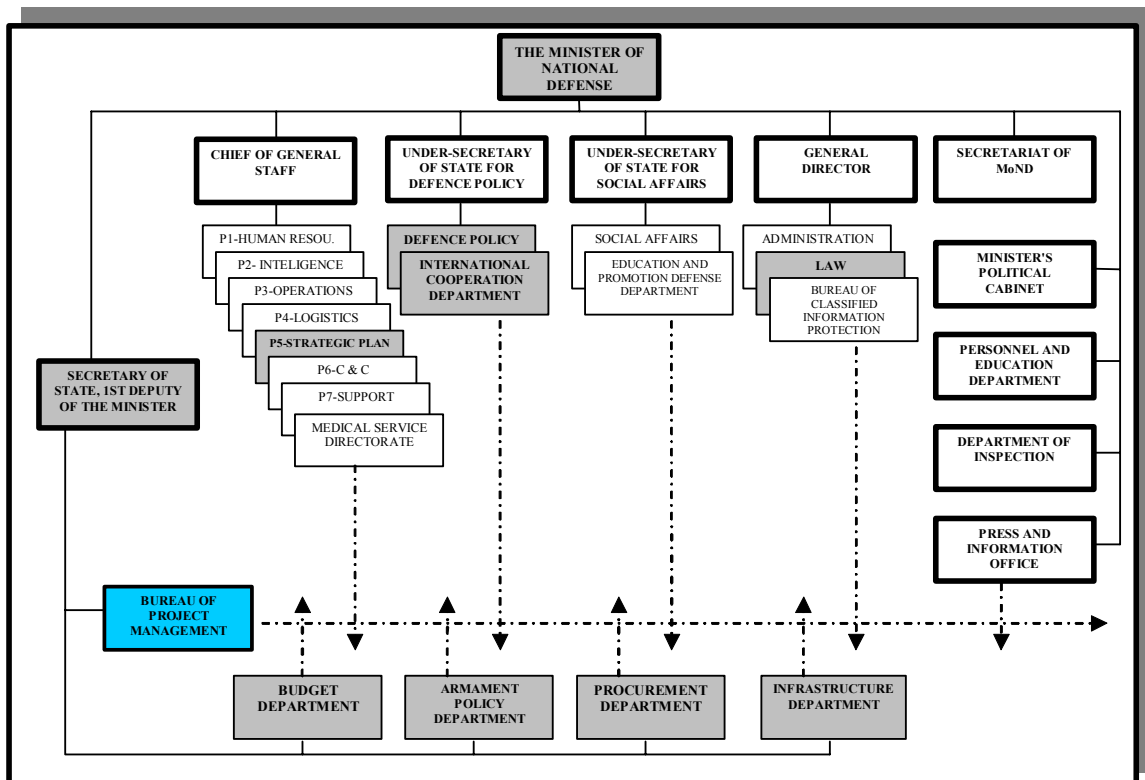 THE MINISTER OF
NATIONAL
DEFENSE
CHIEF OF GENERAL
STAFF
UNDER-SECRETARY
OF STATE FOR
DEFENCE POLICY
UNDER-SECRETARY
OF STATE FOR
SOCIAL AFFAIRS
GENERAL
DIRECTOR
SECRETARIAT OF
MoND
P1-HUMAN RESOU.
P2- INTELIGENCE
P3-OPERATIONS
P4-LOGISTICS
P5-STRATEGIC PLAN
P6-C & C
P7-SUPPORT
MEDICAL SERVICE
DIRECTORATE
DEFENCE POLICY
INTERNATIONAL
COOPERATION
DEPARTMENT
SOCIAL AFFAIRS
EDUCATION AND
PROMOTION DEFENSE
DEPARTMENT
ADMINISTRATION
LAW
BUREAU OF
CLASSIFIED
INFORMATION
PROTECTION
MINISTER'S
POLITICAL
CABINET
PERSONNEL AND
EDUCATION
DEPARTMENT
DEPARTMENT OF
INSPECTION
PRESS AND
INFORMATION
OFFICE
SECRETARY OF
STATE, 1ST DEPUTY
OF THE MINISTER
BUREAU OF
PROJECT
MANAGEMENT
BUDGET
DEPARTMENT
ARMAMENT
POLICY
DEPARTMENT
PROCUREMENT
DEPARTMENT
INFRASTRUCTURE
DEPARTMENT